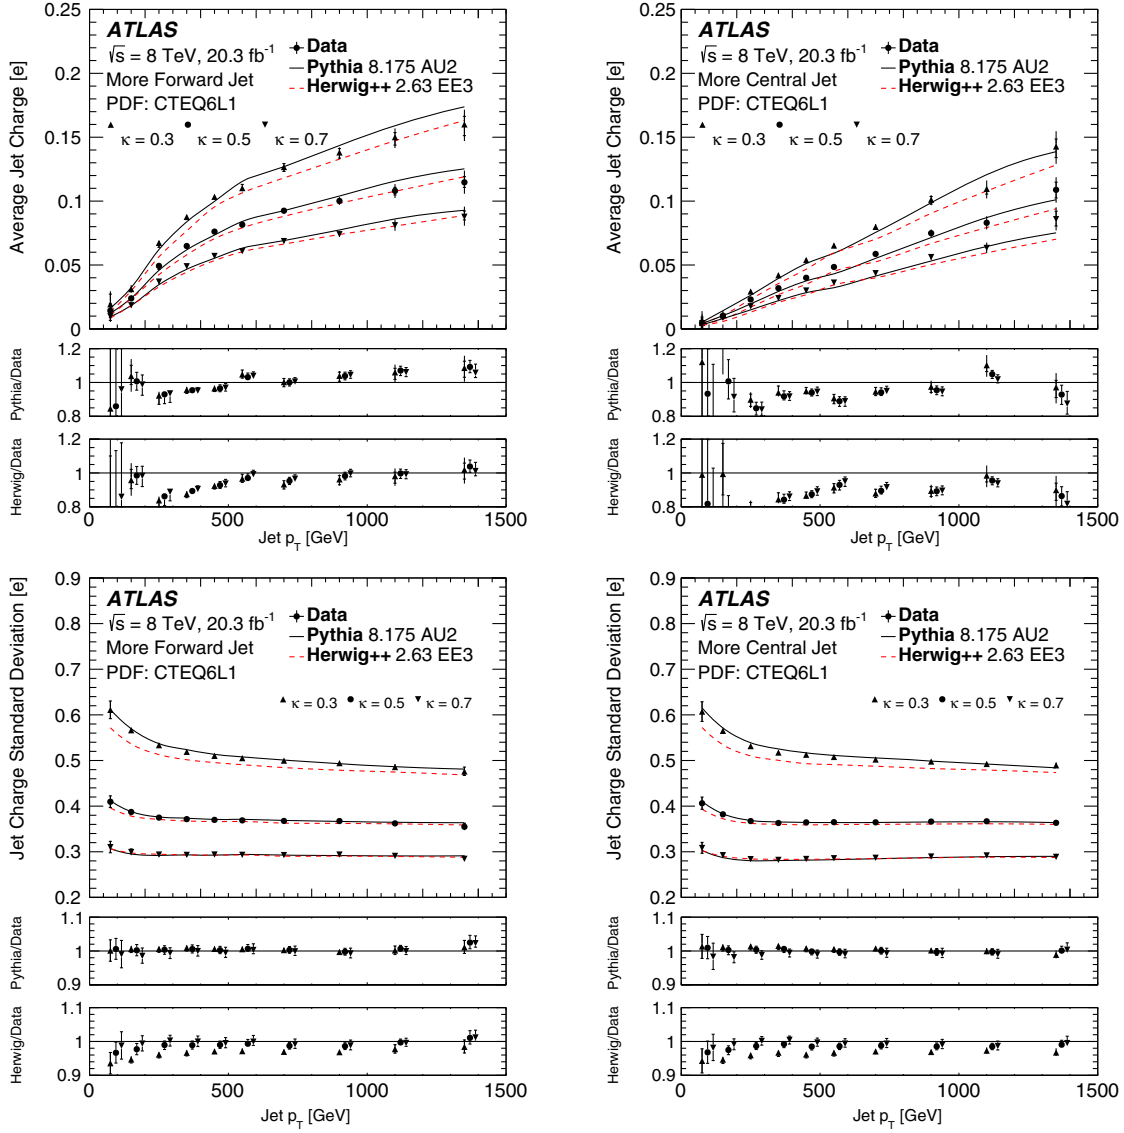 ATLAS
√s = 8 TeV, 20.3 fb-1
More Forward Jet
PDF: CTEQ6L1
Data
Pythia 8.175 AU2
Herwig++ 2.63 EE3
κ = 0.3 κ = 0.5 κ = 0.7
Average Jet Charge [e]
0.25
0.2
0.15
0.1
0.05
0
Pythia/Data
1.2
1
0.8
Herwig/Data
1.2
1
0.8
0 500 1000 1500
Jet pT [GeV]
ATLAS
√s = 8 TeV, 20.3 fb-1
More Central Jet
PDF: CTEQ6L1
Data
Pythia 8.175 AU2
Herwig++ 2.63 EE3
κ = 0.3 κ = 0.5 κ = 0.7
Average Jet Charge [e]
0.25
0.2
0.15
0.1
0.05
0
Pythia/Data
1.2
1
0.8
Herwig/Data
1.2
1
0.8
0 500 1000 1500
Jet pT [GeV]
ATLAS
√s = 8 TeV, 20.3 fb-1
More Forward Jet
PDF: CTEQ6L1
Data
Pythia 8.175 AU2
Herwig++ 2.63 EE3
κ = 0.3 κ = 0.5 κ = 0.7
Jet Charge Standard Deviation [e]
0.9
0.8
0.7
0.6
0.5
0.4
0.3
0.2
Pythia/Data
1.1
1
0.9
Herwig/Data
1.1
1
0.9
0 500 1000 1500
Jet pT [GeV]
ATLAS
√s = 8 TeV, 20.3 fb-1
More Central Jet
PDF: CTEQ6L1
Data
Pythia 8.175 AU2
Herwig++ 2.63 EE3
κ = 0.3 κ = 0.5 κ = 0.7
Jet Charge Standard Deviation [e]
0.9
0.8
0.7
0.6
0.5
0.4
0.3
0.2
Pythia/Data
1.1
1
0.9
Herwig/Data
1.1
1
0.9
0 500 1000 1500
Jet pT [GeV]